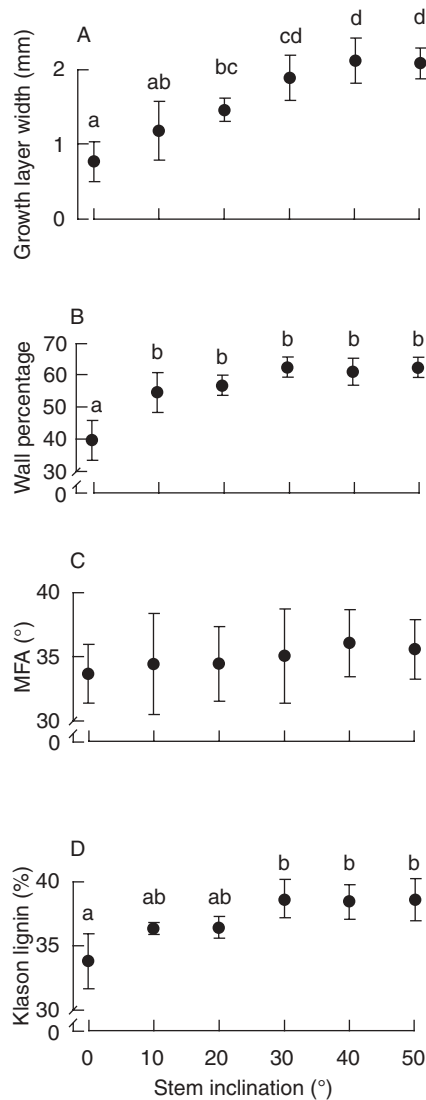 A
Growth layer width (mm)
2
1
0
a
ab
bc
cd
d
d
B
Wall percentage
70
60
50
40
30
0
a
b
b
b
b
b
C
MFA (°)
40
35
30
0
D
Klason lignin (%)
40
35
30
0
a
ab
ab
b
b
b
0 10 20 30 40 50
Stem inclination (°)